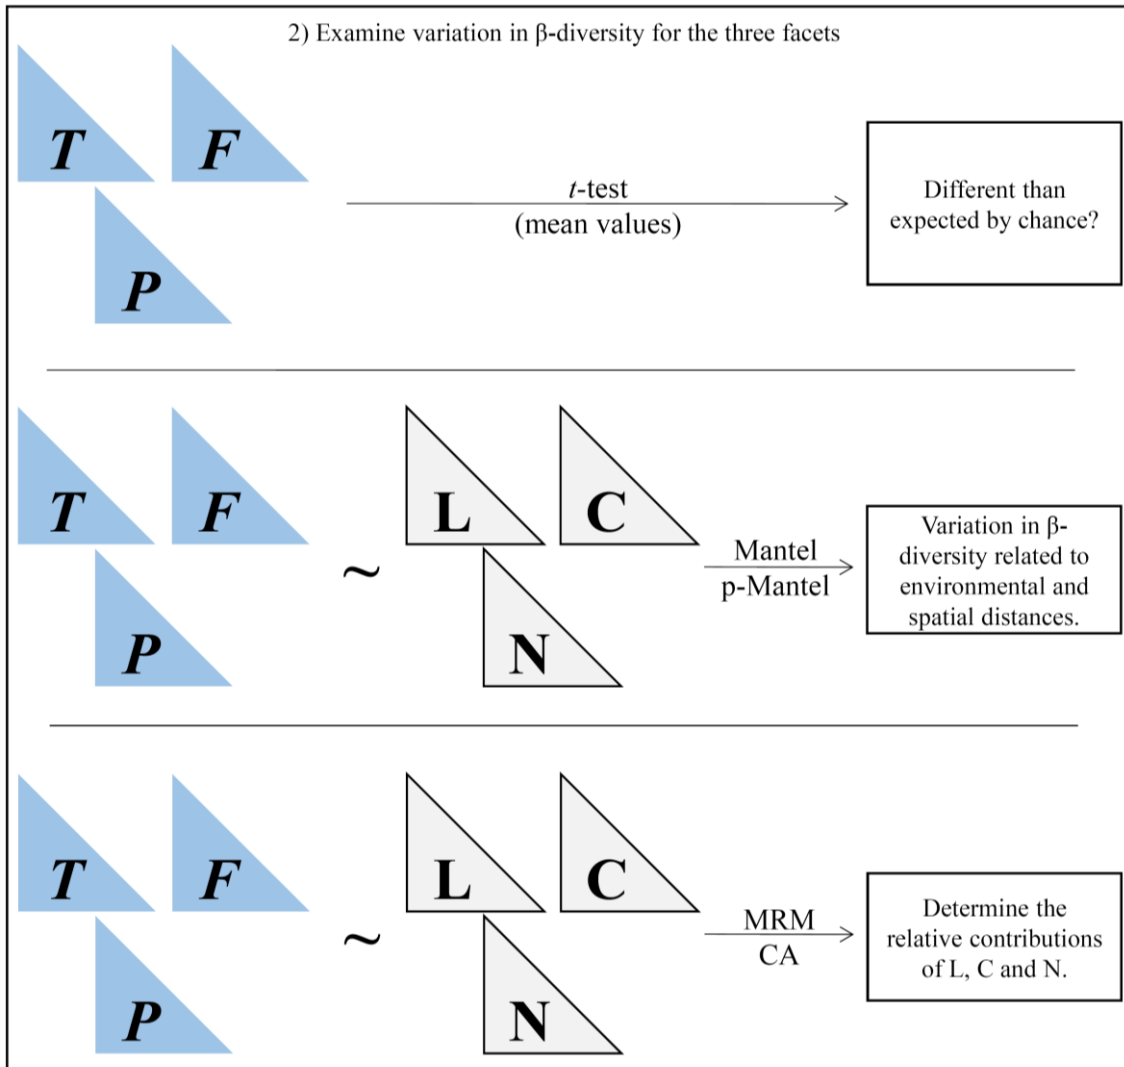 2) Examine variation in β-diversity for the three facets
T
F
P
t-test
(mean values)
Different than
expected by chance?
T
F
P
~
L
C
N
Mantel
p-Mantel
Variation in β-
diversity related to
environmental and
spatial distances.
T
F
P
~
L
C
N
MRM
CA
Determine the
relative contributions
of L, C and N.